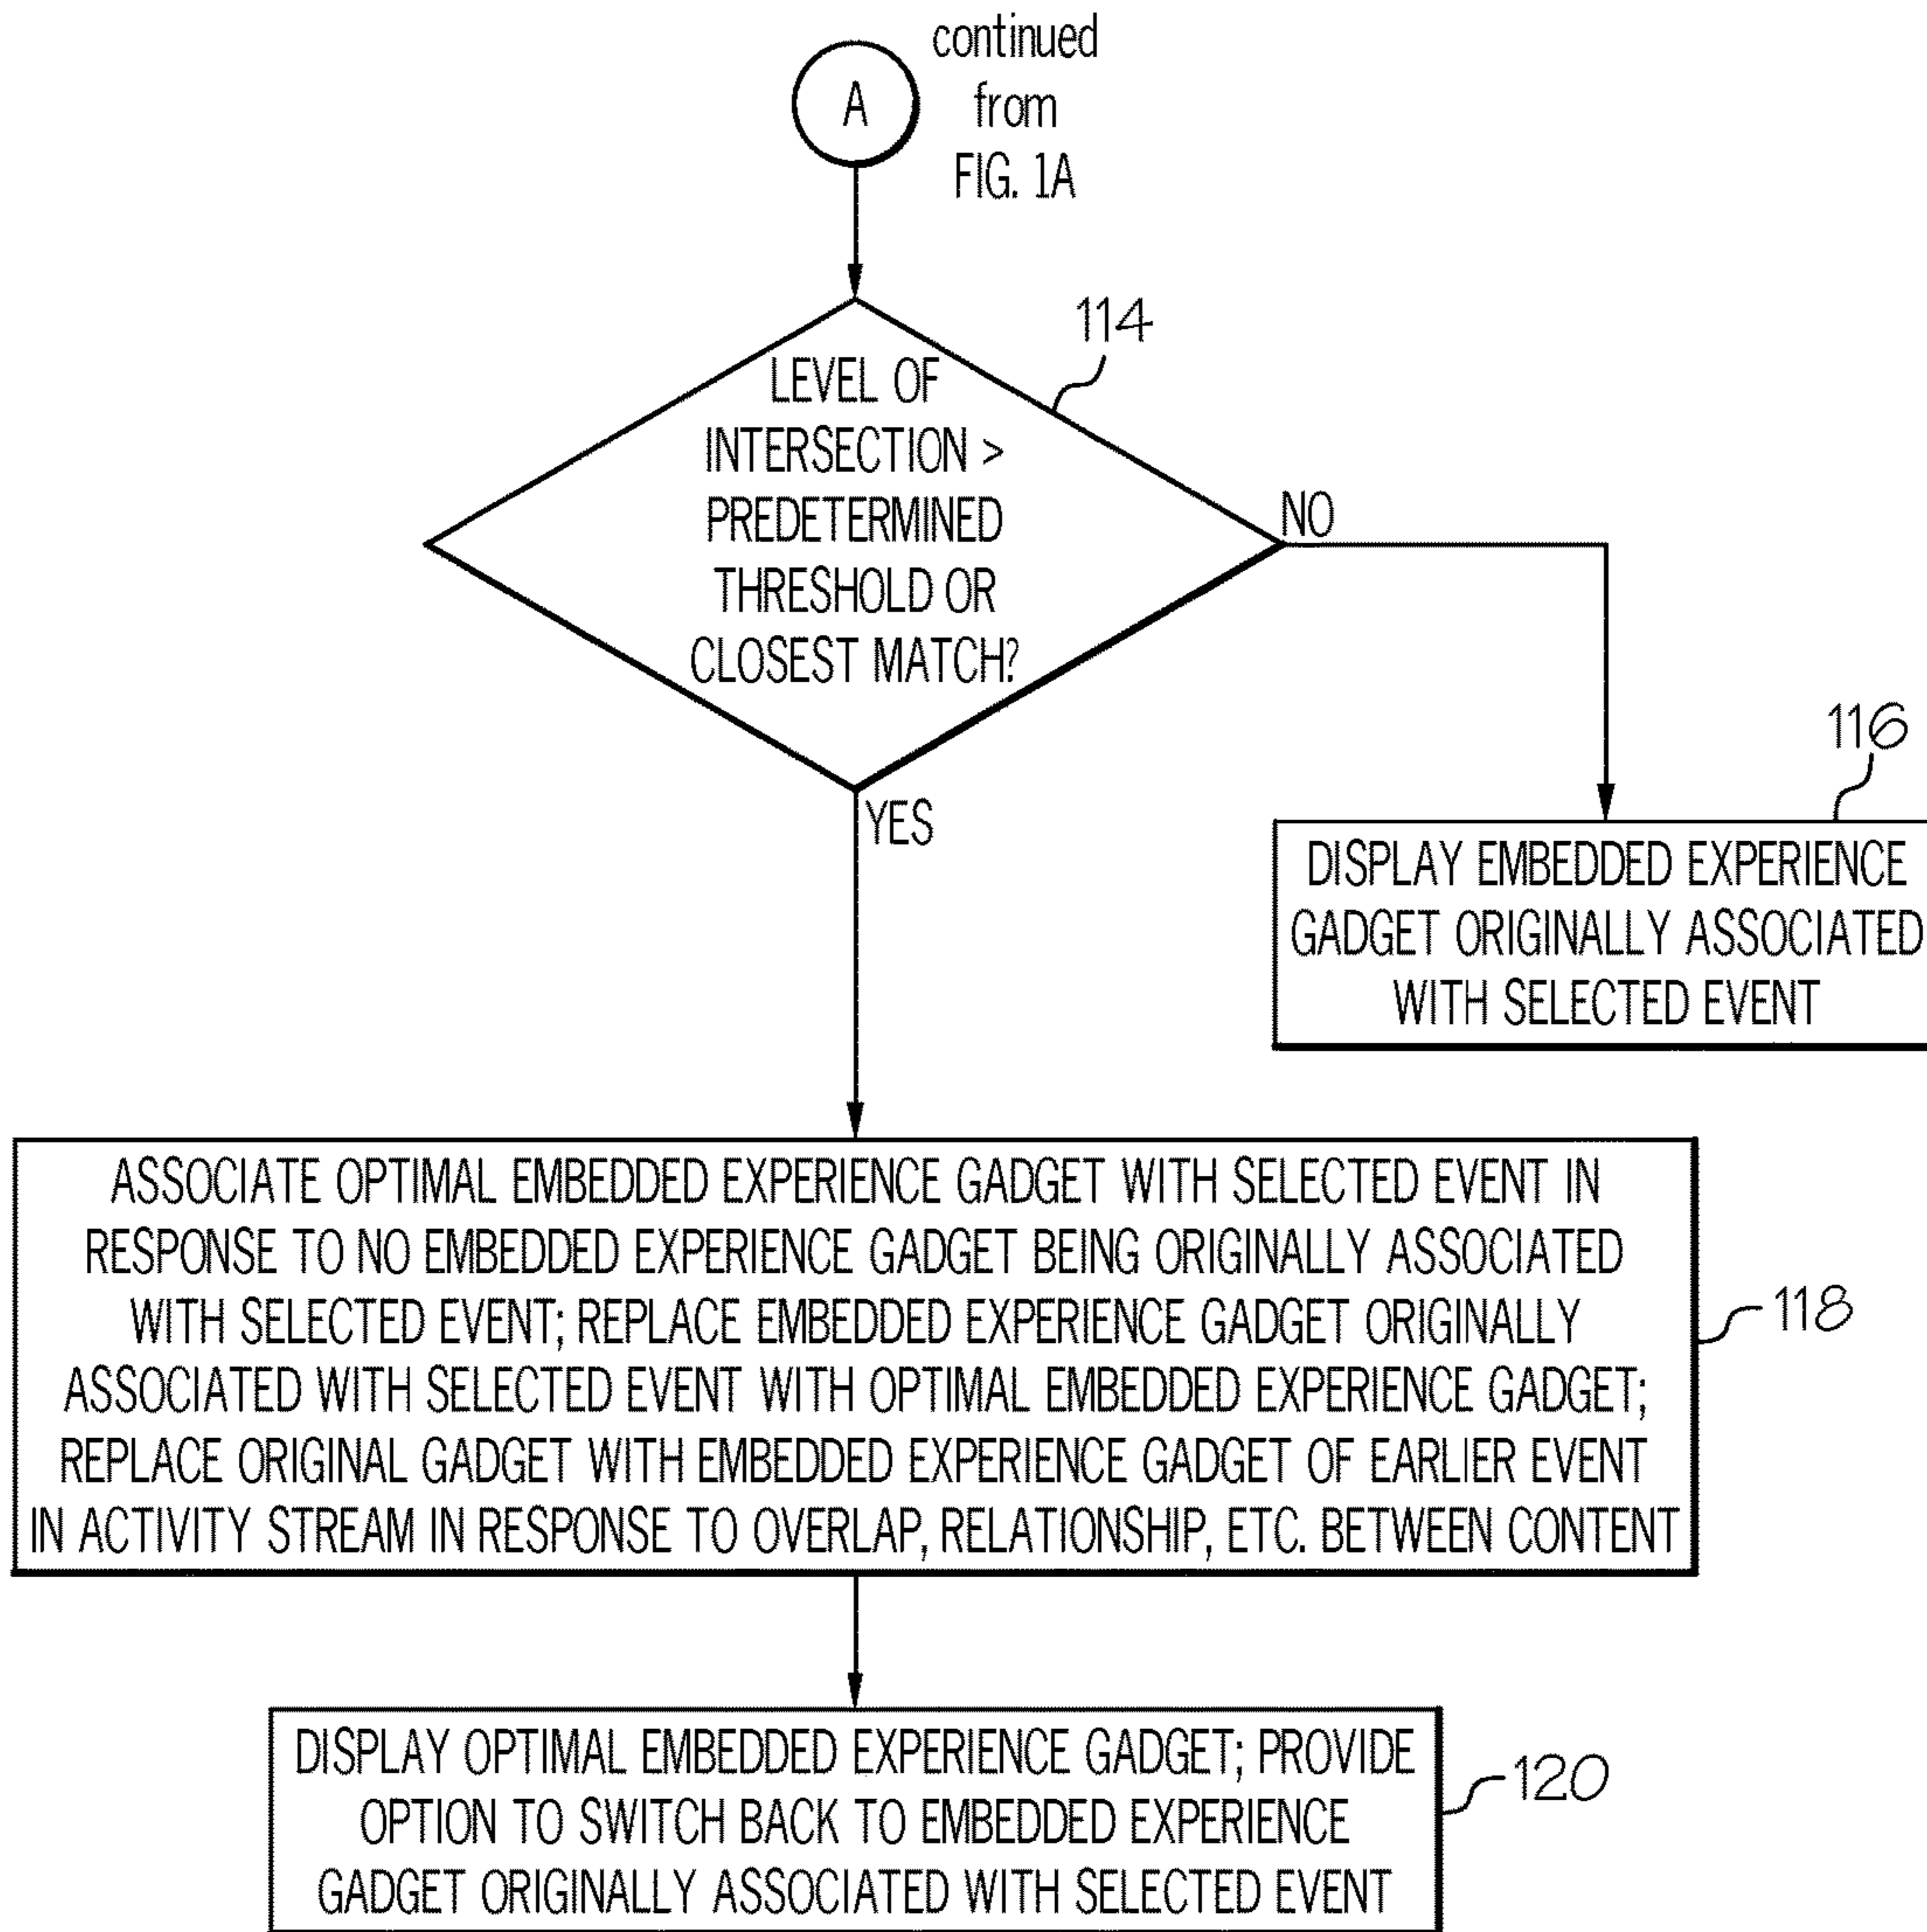 A
continued
from
FIG. 1A
114
LEVEL OF
INTERSECTION >
PREDETERMINED
THRESHOLD OR
CLOSEST MATCH?
NO
YES
116
DISPLAY EMBEDDED EXPERIENCE
GADGET ORIGINALLY ASSOCIATED
WITH SELECTED EVENT
ASSOCIATE OPTIMAL EMBEDDED EXPERIENCE GADGET WITH SELECTED EVENT IN
RESPONSE TO NO EMBEDDED EXPERIENCE GADGET BEING ORIGINALLY ASSOCIATED
WITH SELECTED EVENT; REPLACE EMBEDDED EXPERIENCE GADGET ORIGINALLY
ASSOCIATED WITH SELECTED EVENT WITH OPTIMAL EMBEDDED EXPERIENCE GADGET;
REPLACE ORIGINAL GADGET WITH EMBEDDED EXPERIENCE GADGET OF EARLIER EVENT
IN ACTIVITY STREAM IN RESPONSE TO OVERLAP, RELATIONSHIP, ETC. BETWEEN CONTENT
118
DISPLAY OPTIMAL EMBEDDED EXPERIENCE GADGET; PROVIDE
OPTION TO SWITCH BACK TO EMBEDDED EXPERIENCE
GADGET ORIGINALLY ASSOCIATED WITH SELECTED EVENT
120